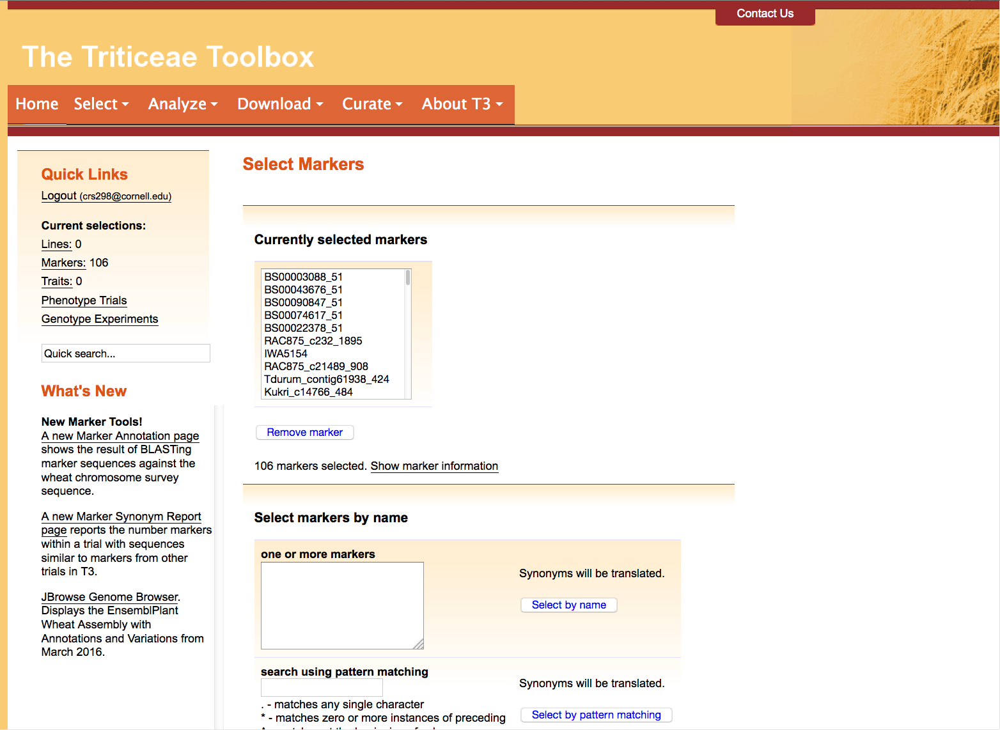 Contact Us
The Triticeae Toolbox
Home Select Analyze Download Curate About T3
Quick Links
Logout (crs298@cornell.edu)
Current selections:
Lines: 0
Markers: 106
Traits: 0
Phenotype Trials
Genotype Experiments
Quick search...
What's New
New Marker Tools!
A new Marker Annotation page
shows the result of BLASTing
marker sequences against the
wheat chromosome survey
sequence.
A new Marker Synonym Report
page reports the number markers
within a trial with sequences
similar to markers from other
trials in T3.
JBrowse Genome Browser.
Displays the EnsemblPlant
Wheat Assembly with
Annotations and Variations from
March 2016.
Select Markers
Currently selected markers
BS00003088_51
BS00043676_51
BS00090847_51
BS00074617_51
BS00022378_51
RAC875_c232_1895
IWA5154
RAC875_c21489_908
Tdurum_contig61938_424
Kukri_c14766_484
Remove marker
106 markers selected. Show marker information
Select markers by name
one or more markers
Synonyms will be translated.
Select by name
search using pattern matching
Synonyms will be translated.
. - matches any single character
* - matches zero or more instances of preceding
Select by pattern matching